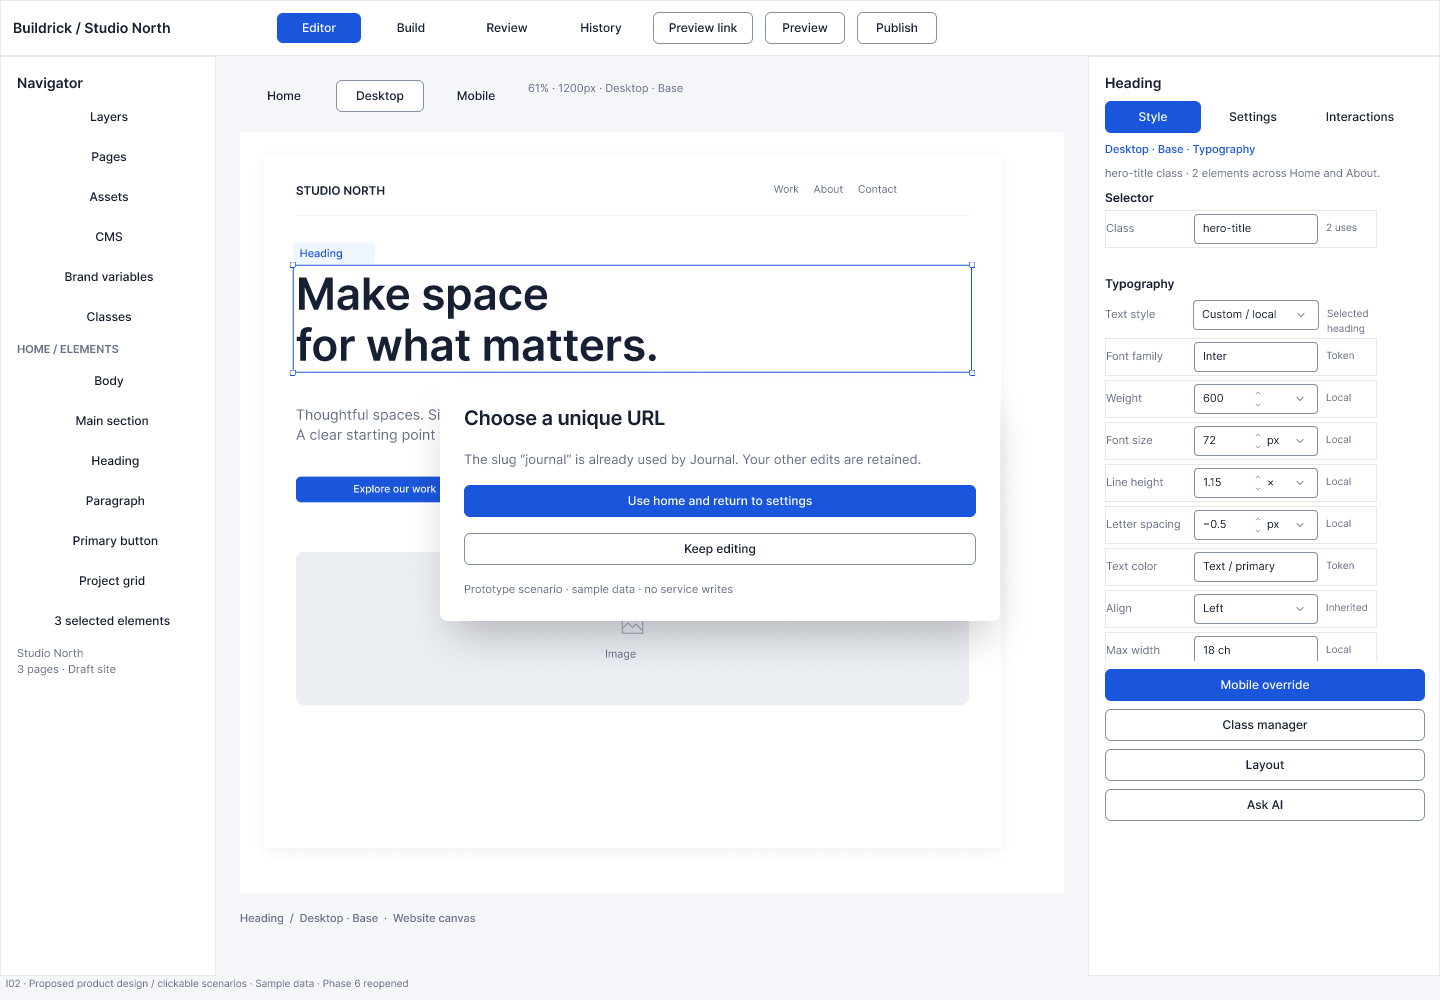 Buildrick / Studio North
Editor
Build
Review
History
Preview link
Preview
Publish
Navigator
Layers
Pages
Assets
CMS
Brand variables
Classes
HOME / ELEMENTS
Body
Main section
Heading
Paragraph
Primary button
Project grid
3 selected elements
Studio North
3 pages · Draft site
Home
Desktop
Mobile
61% · 1200px · Desktop · Base
STUDIO NORTH
Work
About
Contact
Heading
Make space
for what matters.
Thoughtful spaces. Si
A clear starting point
Explore our work
Choose a unique URL
The slug “journal” is already used by Journal. Your other edits are retained.
Use home and return to settings
Keep editing
Prototype scenario · sample data · no service writes
Image
Heading / Desktop · Base · Website canvas
Heading
Style
Settings
Interactions
Desktop · Base · Typography
hero-title class · 2 elements across Home and About.
Selector
Class
hero-title
2 uses
Typography
Text style
Custom / local
Selected
heading
Font family
Inter
Token
Weight
600
Local
Font size
72
px
Local
Line height
1.15
×
Local
Letter spacing
−0.5
px
Local
Text color
Text / primary
Token
Align
Left
Inherited
Max width
18 ch
Local
Mobile override
Class manager
Layout
Ask AI
I02 · Proposed product design / clickable scenarios · Sample data · Phase 6 reopened